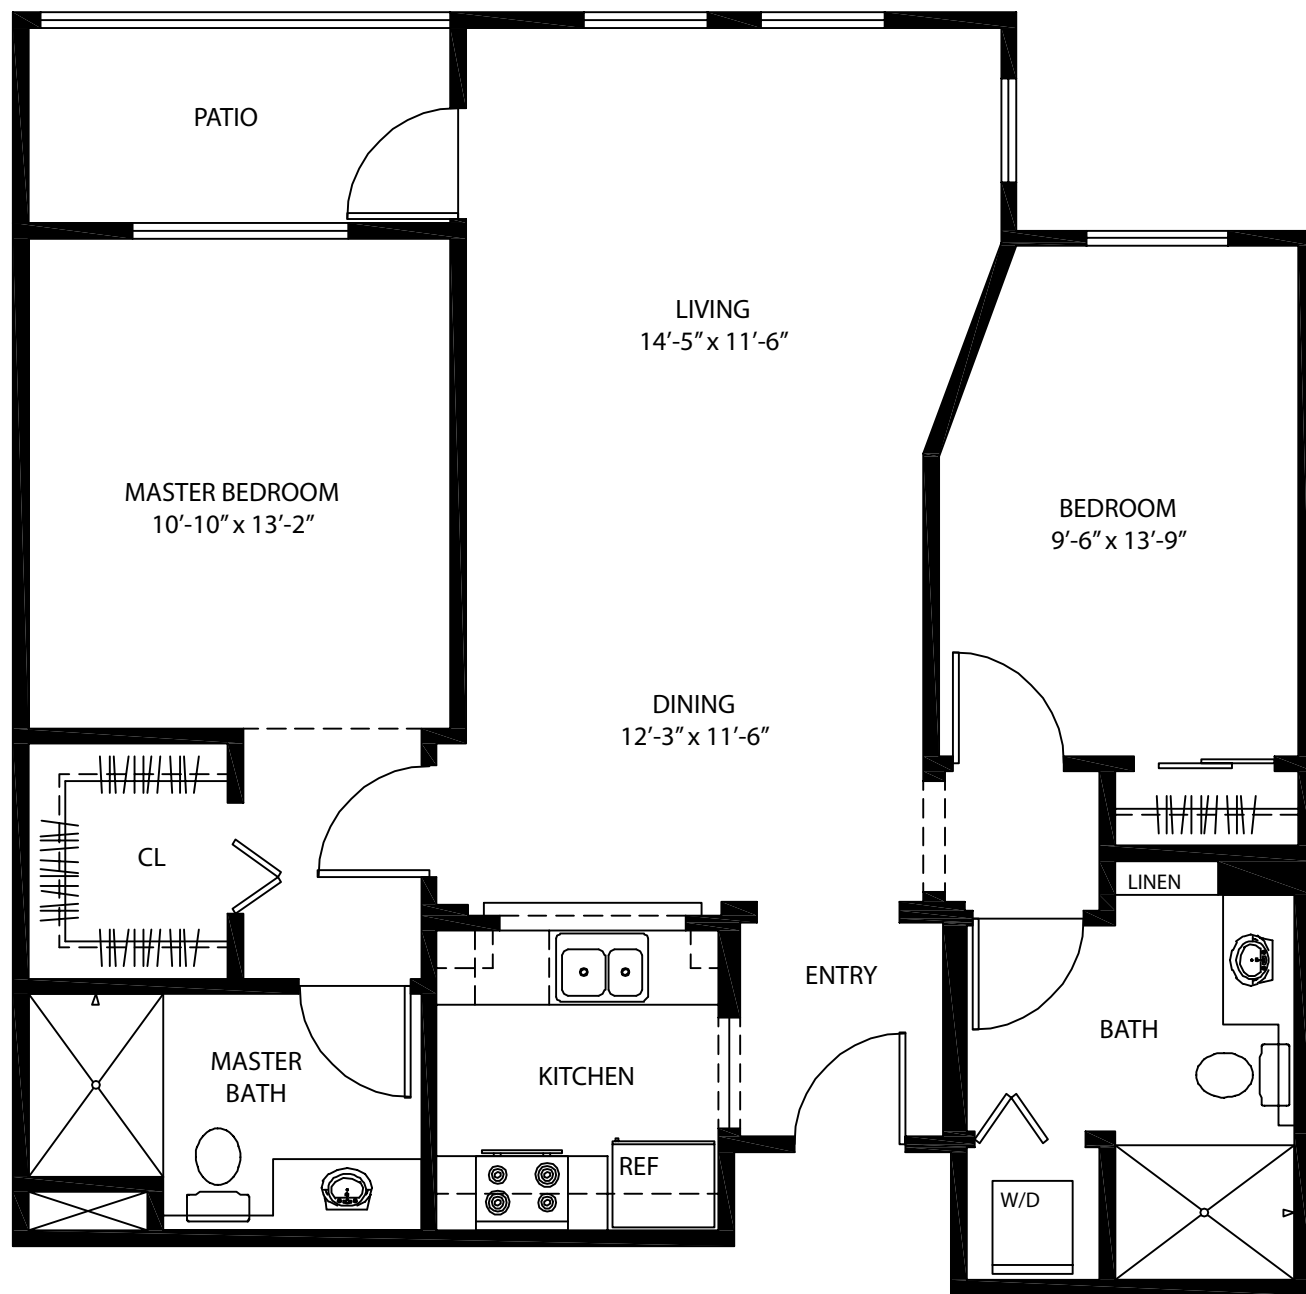 PATIO
LIVING
14’-5” x 11’-6”
MASTER BEDROOM
10’-10” x 13’-2”
BEDROOM
9’-6” x 13’-9”
DINING
12’-3” x 11’-6”
CL
LINEN
ENTRY
BATH
MASTER
BATH
KITCHEN
REF
W/D